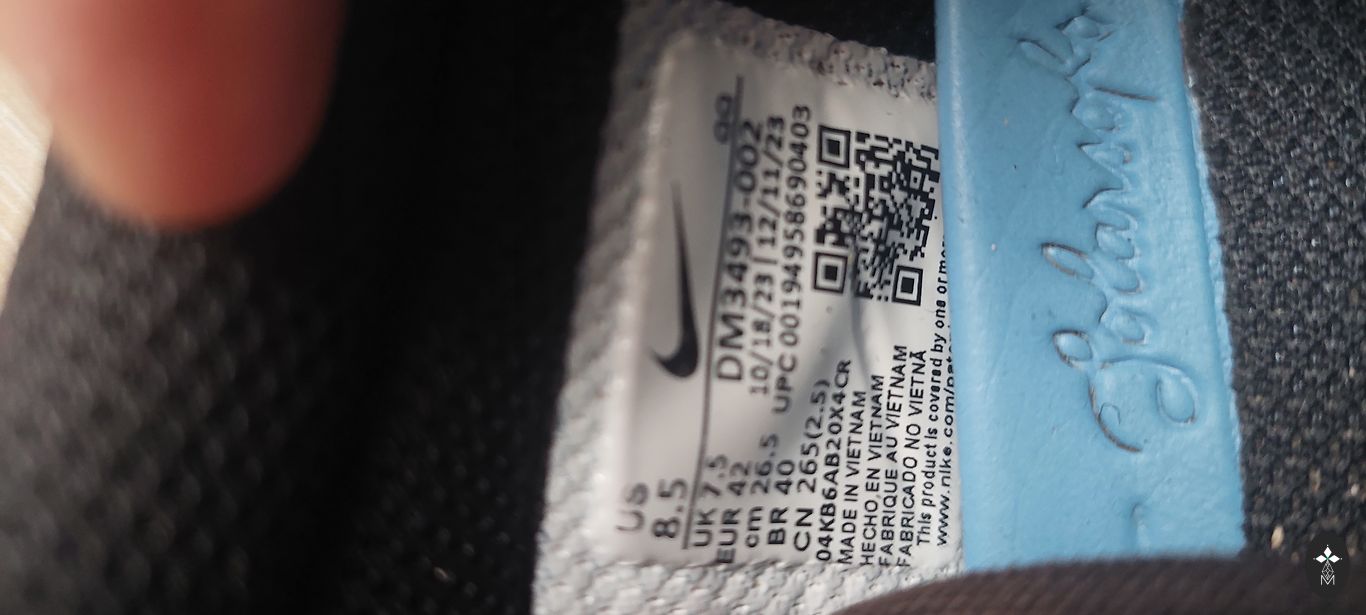 US
8.5
UK 7.5
EUR 42
cm 26.5
BR 40
CN 265(2.5)
QQ
DM3493-002
10/18/23 | 12/11/23
UPC 00194958690403
04KB6AB20X4CR
MADE IN VIETNAM
HECHO EN VIETNAM
FABRIQUE AU VIETNAM
FABRICADO NO VIETNÃ
This product is covered by one or more
www.nike.com/
M